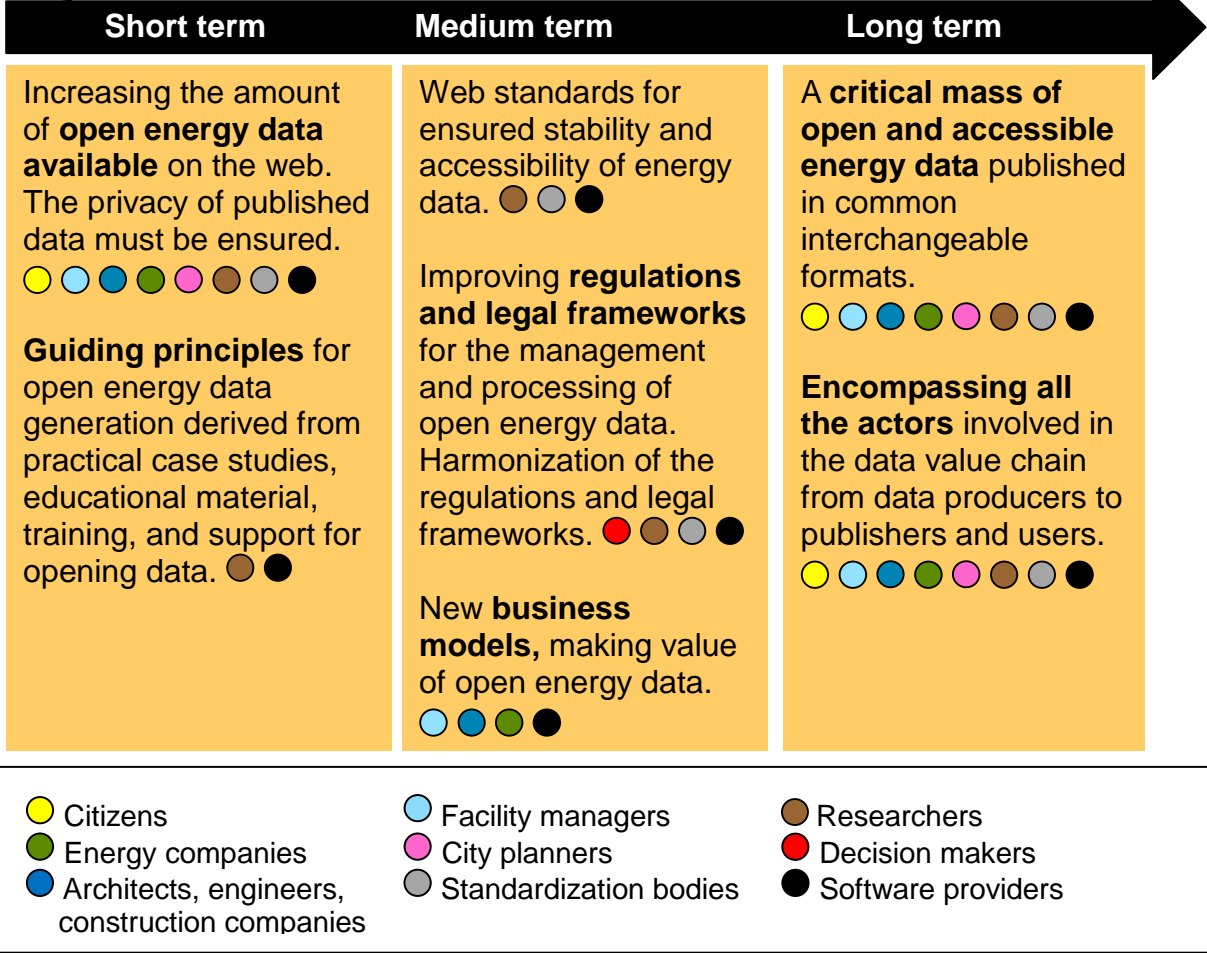 Short term
Medium term
Long term
Increasing the amount
of open energy data
available on the web.
The privacy of published
data must be ensured.
Guiding principles for
open energy data
generation derived from
practical case studies,
educational material,
training, and support for
opening data.
Web standards for
ensured stability and
accessibility of energy
data.
Improving regulations
and legal frameworks
for the management
and processing of
open energy data.
Harmonization of the
regulations and legal
frameworks.
New business
models, making value
of open energy data.
A critical mass of
open and accessible
energy data published
in common
interchangeable
formats.
Encompassing all
the actors involved in
the data value chain
from data producers to
publishers and users.
Citizens
Energy companies
Architects, engineers,
construction companies
Facility managers
City planners
Standardization bodies
Researchers
Decision makers
Software providers